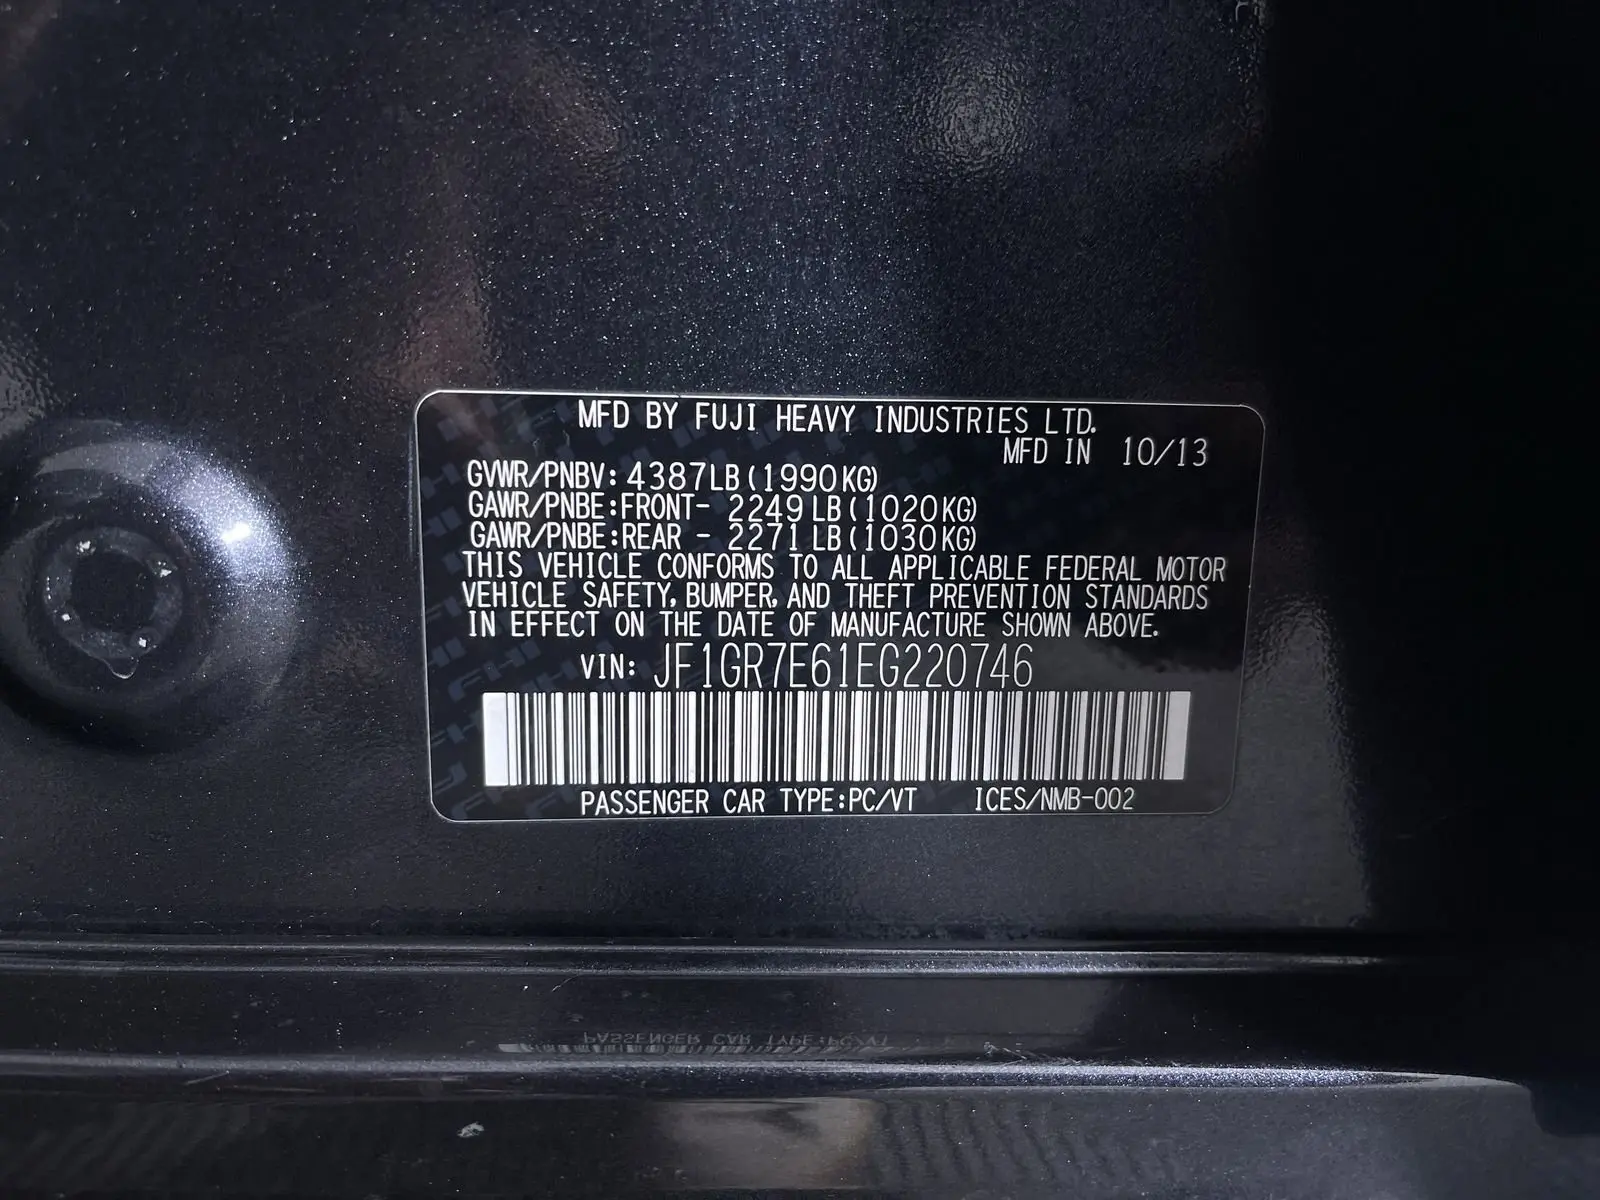 MFD BY FUJI HEAVY INDUSTRIES LTD.
MFD IN 10/13
GVWR/PNBV: 4387LB(1990KG)
GAWR/PNBE:FRONT- 2249LB(1020KG)
GAWR/PNBE:REAR - 2271LB(1030KG)
THIS VEHICLE CONFORMS TO ALL APPLICABLE FEDERAL MOTOR
VEHICLE SAFETY, BUMPER, AND THEFT PREVENTION STANDARDS
IN EFFECT ON THE DATE OF MANUFACTURE SHOWN ABOVE.
VIN: JF1GR7E61EG220746
PASSENGER CAR TYPE:PC/VT ICES/NMB-002